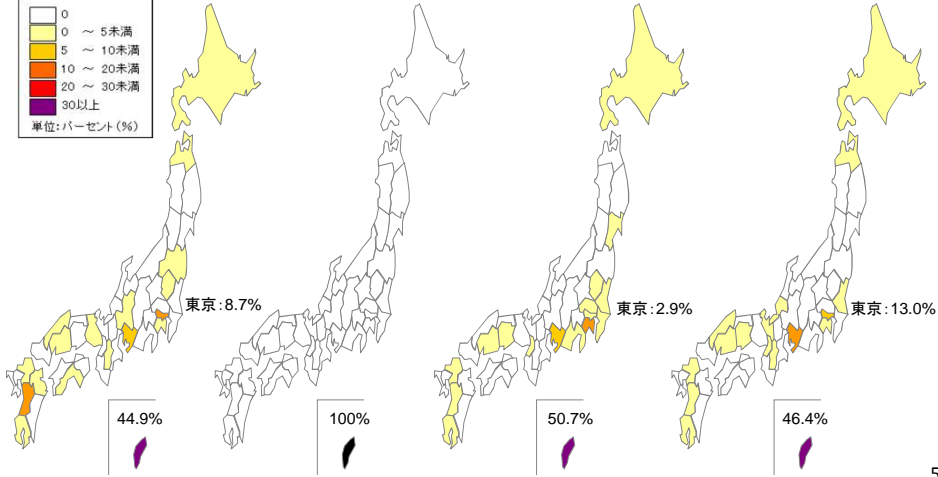 0
0 ～ 5未満
5 ～ 10未満
10 ～ 20未満
20 ～ 30未満
30以上
単位:パーセント(%)
東京:8.7%
東京:2.9%
東京:13.0%
44.9%
100%
50.7%
46.4%
5